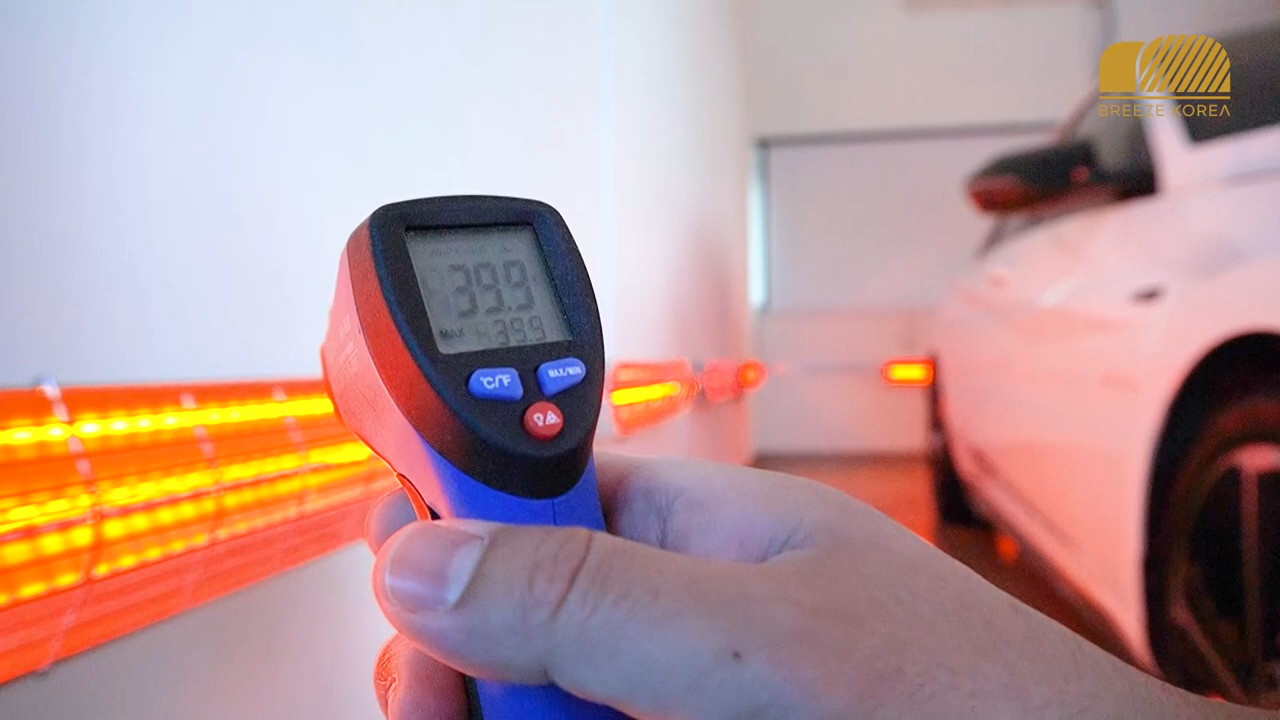 BREEZE KOREA
39.9
MAX 39.9
°C/°F
MAX/MIN